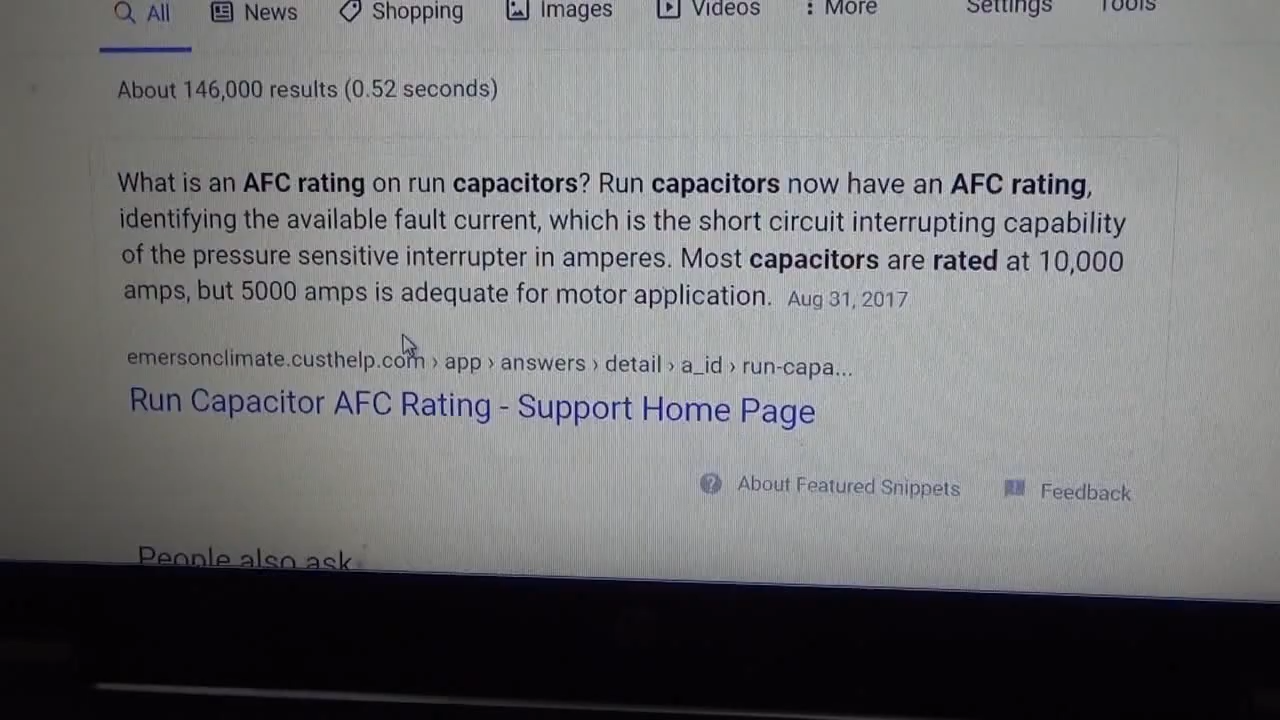 All News Shopping Images Videos More Settings Tools
About 146,000 results (0.52 seconds)
What is an AFC rating on run capacitors? Run capacitors now have an AFC rating,
identifying the available fault current, which is the short circuit interrupting capability
of the pressure sensitive interrupter in amperes. Most capacitors are rated at 10,000
amps, but 5000 amps is adequate for motor application. Aug 31, 2017
emersonclimate.custhelp.com › app › answers › detail › a_id › run-capa...
Run Capacitor AFC Rating - Support Home Page
About Featured Snippets Feedback
People also ask